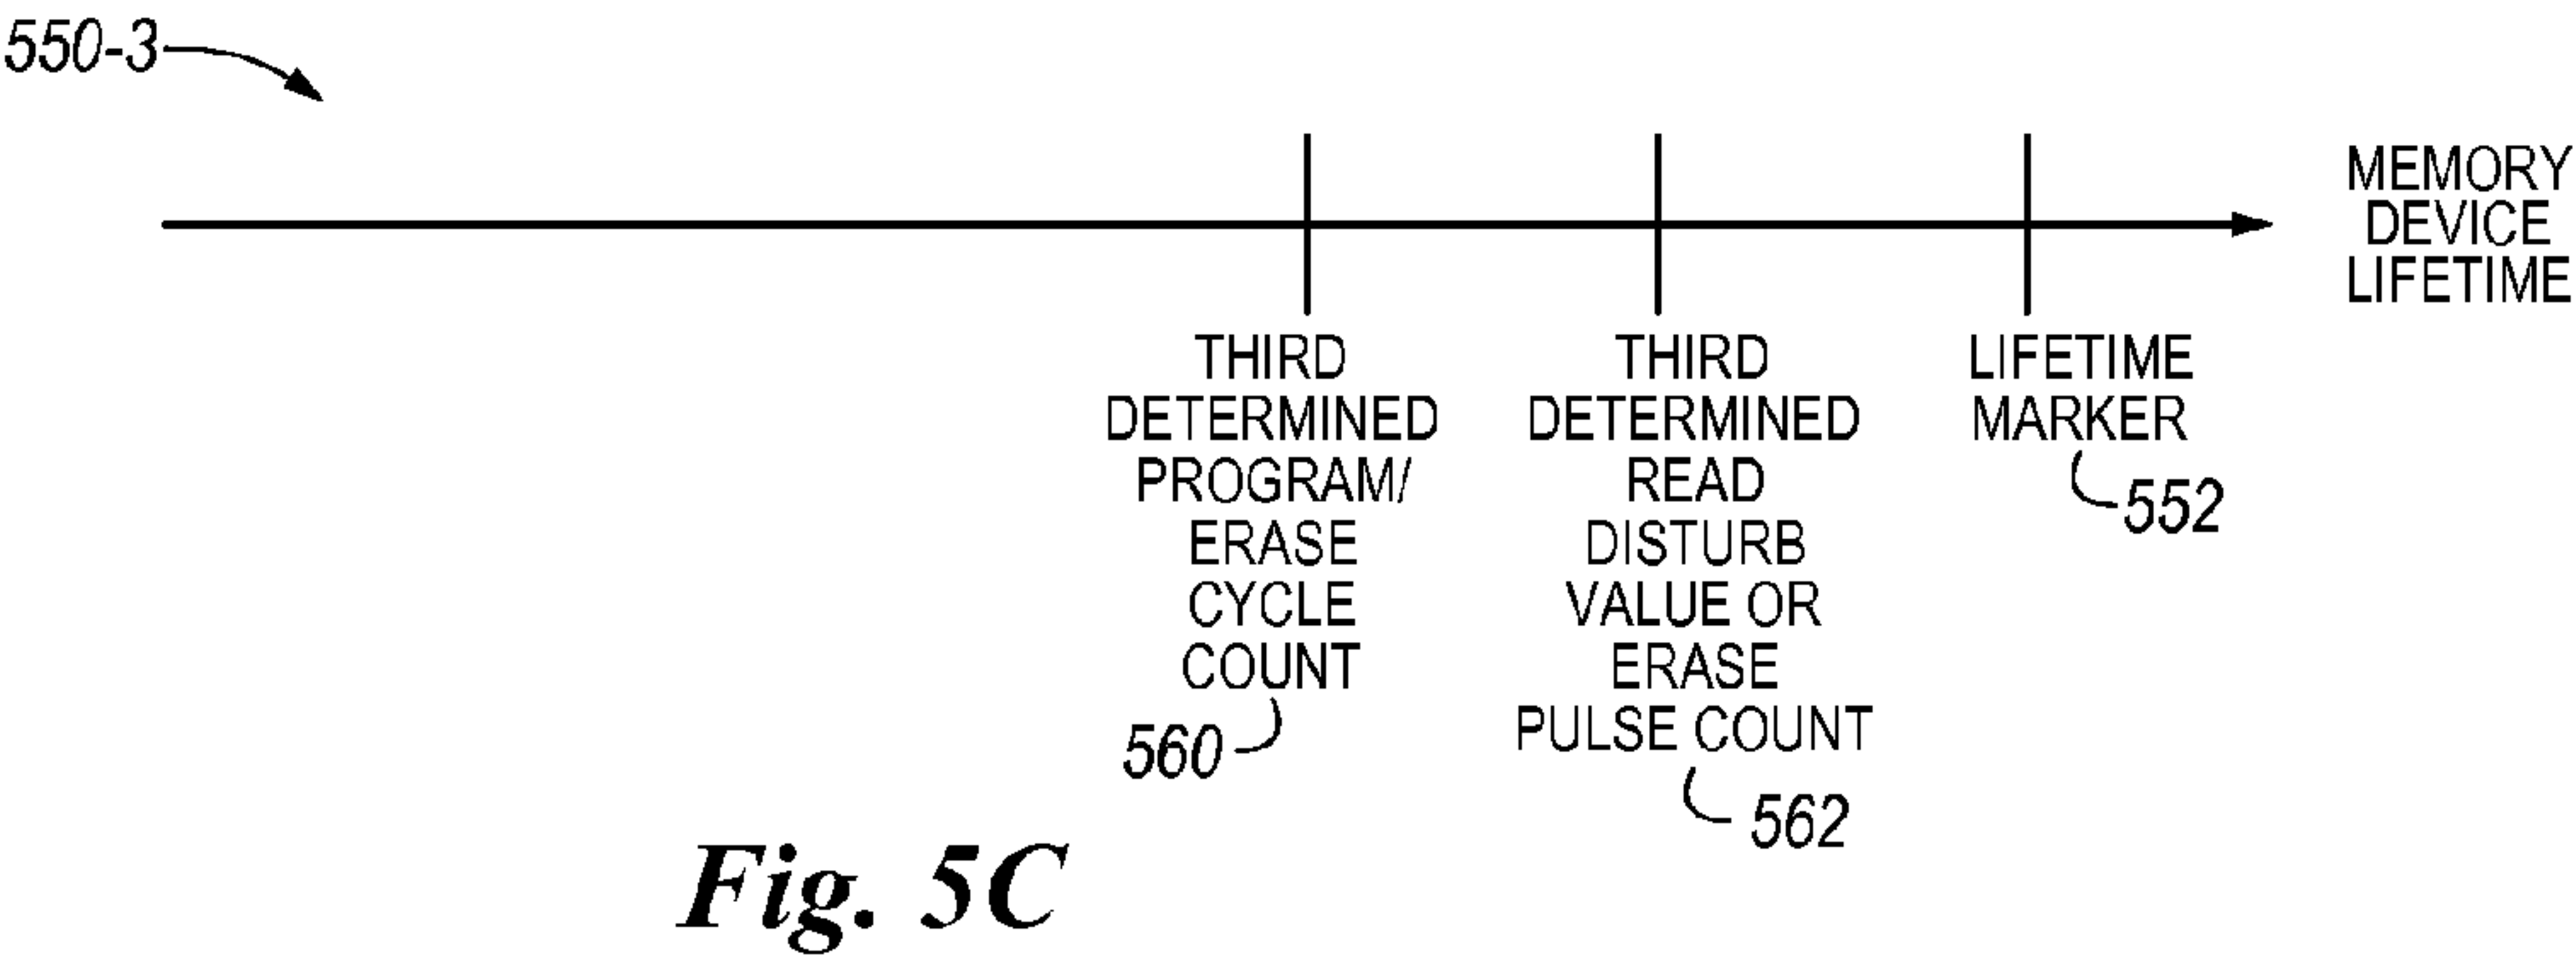 550-3
MEMORY
DEVICE
LIFETIME
THIRD
DETERMINED
PROGRAM/
ERASE
CYCLE
COUNT
560
THIRD
DETERMINED
READ
DISTURB
VALUE OR
ERASE
PULSE COUNT
562
LIFETIME
MARKER
552
Fig. 5C